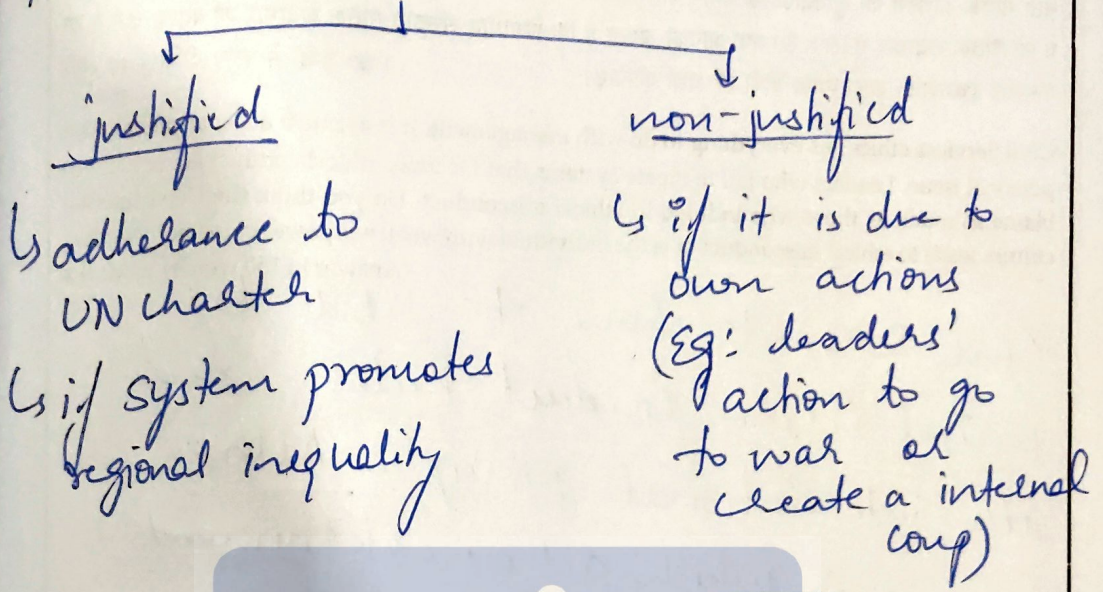 justified
↳ adherance to
UN Charter
↳ if system promotes
regional inequality
non-justified
↳ if it is due to
own actions
(Eg: leaders'
action to go
to war or
create a internal
coup)